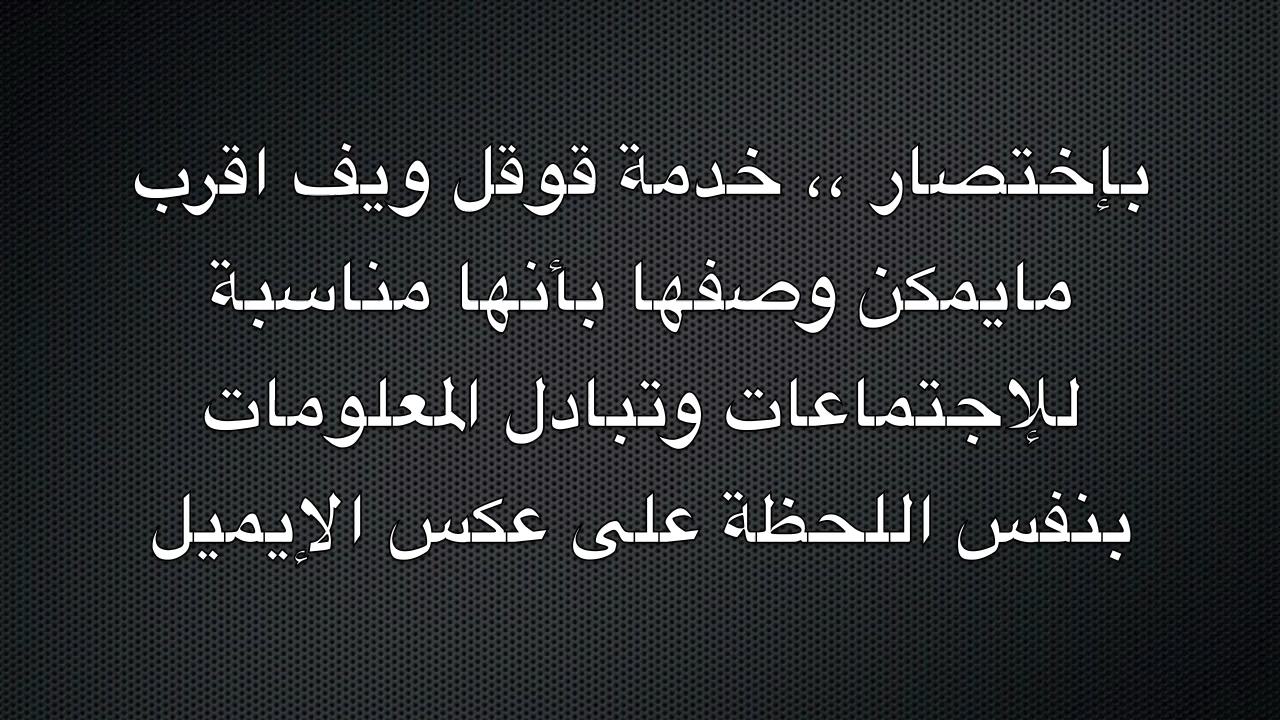 بإختصار ،، خدمة قوقل ويف اقرب
مايمكن وصفها بأنها مناسبة
للإجتماعات وتبادل المعلومات
بنفس اللحظة على عكس الإيميل